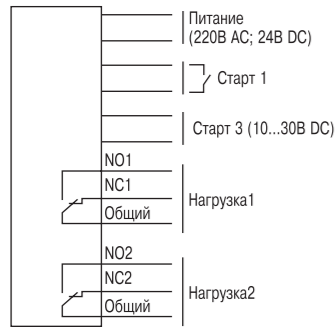 Питание
(220В AC; 24В DC)
Старт 1
Старт 3 (10...30В DC)
NO1
NC1
Общий
Нагрузка1
NO2
NC2
Общий
Нагрузка2